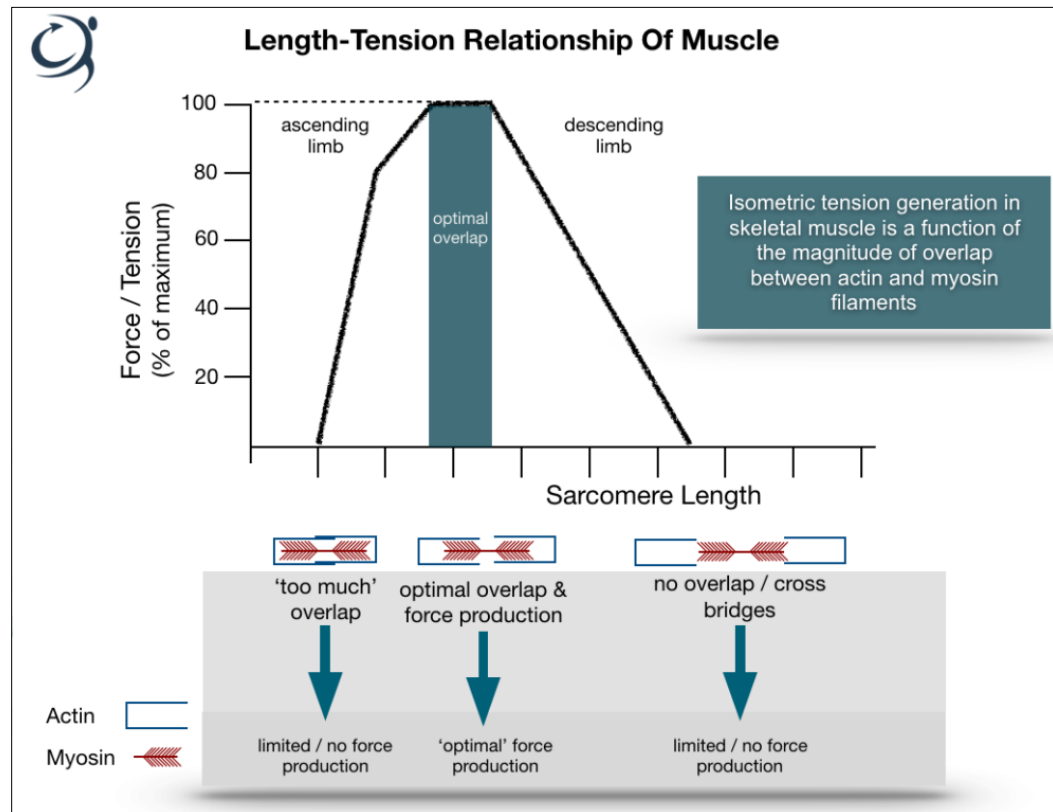 Length-Tension Relationship Of Muscle
Force / Tension
(% of maximum)
100
80
60
40
20
ascending
limb
optimal
overlap
descending
limb
Isometric tension generation in
skeletal muscle is a function of
the magnitude of overlap
between actin and myosin
filaments
Sarcomere Length
'too much'
overlap
optimal overlap &
force production
no overlap / cross
bridges
limited / no force
production
'optimal' force
production
limited / no force
production
Actin
Myosin